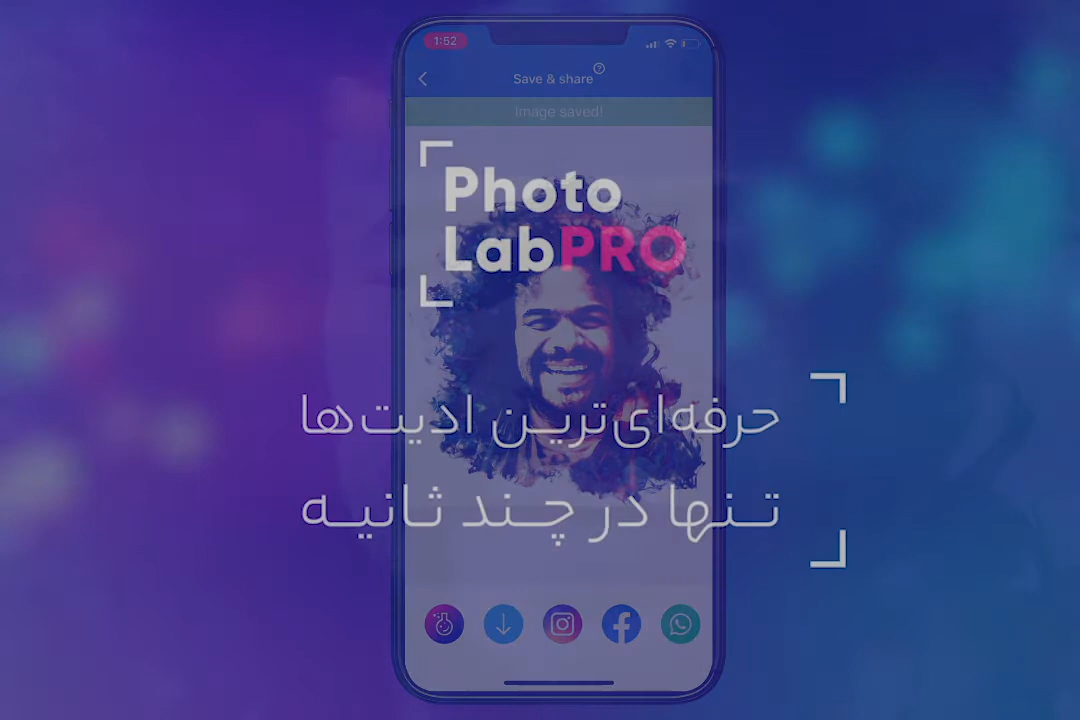 1:52
Save & share
?
Image saved!
Photo
LabPRO
حرفه‌ای‌ترین ادیت‌ها
تنها در چند ثانیه